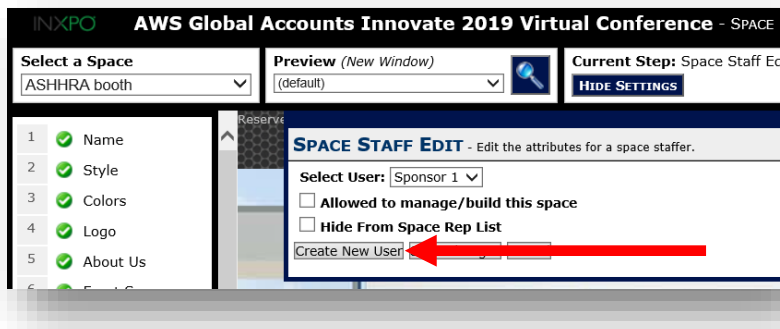 INXPO AWS Global Accounts Innovate 2019 Virtual Conference - SPACE
Select a Space
ASHHRA booth
Preview (New Window)
(default)
Current Step: Space Staff Ed
HIDE SETTINGS
Reserve
1 Name
2 Style
3 Colors
4 Logo
5 About Us
6
SPACE STAFF EDIT - Edit the attributes for a space staffer.
Select User: Sponsor 1
Allowed to manage/build this space
Hide From Space Rep List
Create New User